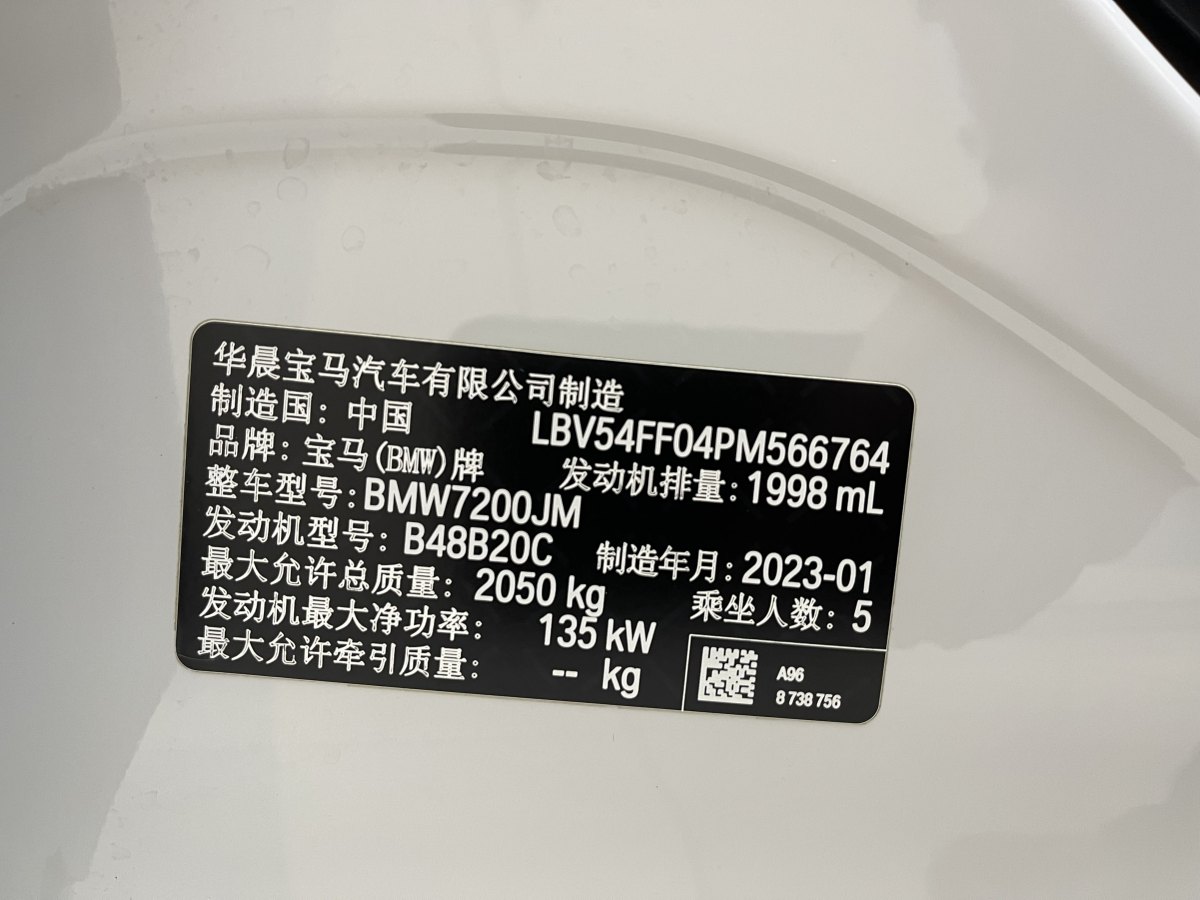 华晨宝马汽车有限公司制造
制造国：中国 LBV54FF04PM566764
品牌：宝马(BMW)牌 发动机排量：1998 mL
整车型号：BMW7200JM
发动机型号：B48B20C 制造年月：2023-01
最大允许总质量：2050 kg 乘坐人数：5
发动机最大净功率：135 kW
最大允许牵引质量：-- kg
A96
8 738 756